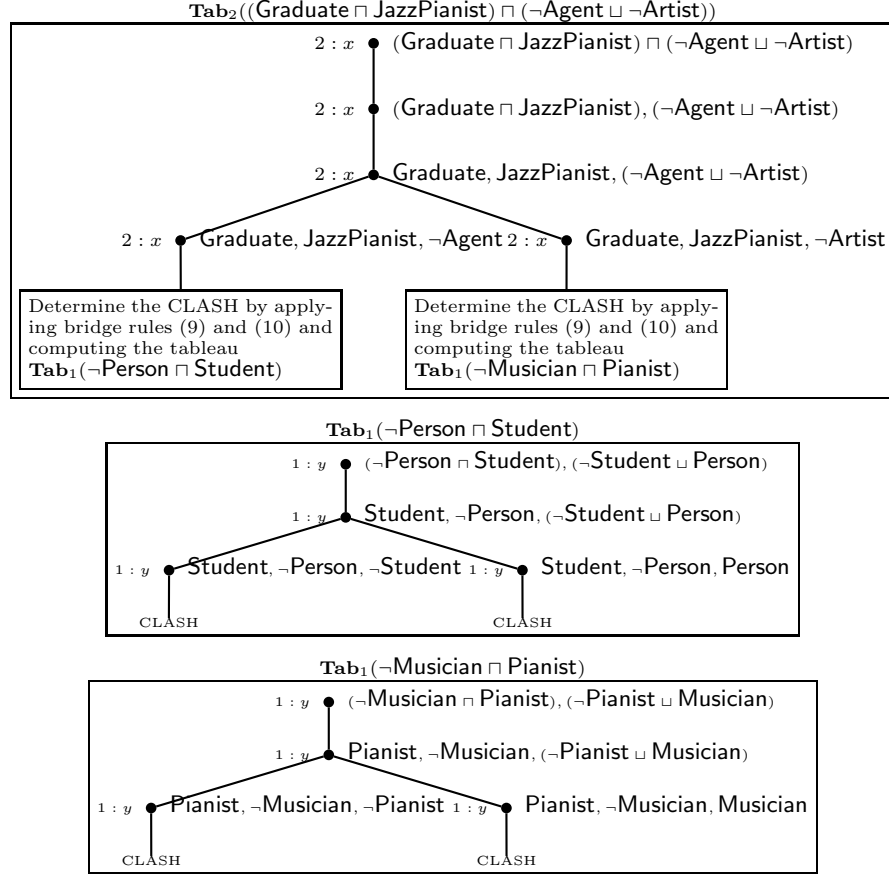 Tab₂((Graduate ⊓ JazzPianist) ⊓ (¬Agent ⊔ ¬Artist))
2 : x (Graduate ⊓ JazzPianist) ⊓ (¬Agent ⊔ ¬Artist)
2 : x (Graduate ⊓ JazzPianist), (¬Agent ⊔ ¬Artist)
2 : x Graduate, JazzPianist, (¬Agent ⊔ ¬Artist)
2 : x Graduate, JazzPianist, ¬Agent 2 : x Graduate, JazzPianist, ¬Artist
Determine the CLASH by apply-
ing bridge rules (9) and (10) and
computing the tableau
Tab₁(¬Person ⊓ Student)
Determine the CLASH by apply-
ing bridge rules (9) and (10) and
computing the tableau
Tab₁(¬Musician ⊓ Pianist)
Tab₁(¬Person ⊓ Student)
1 : y (¬Person ⊓ Student), (¬Student ⊔ Person)
1 : y Student, ¬Person, (¬Student ⊔ Person)
1 : y Student, ¬Person, ¬Student 1 : y Student, ¬Person, Person
CLASH CLASH
Tab₁(¬Musician ⊓ Pianist)
1 : y (¬Musician ⊓ Pianist), (¬Pianist ⊔ Musician)
1 : y Pianist, ¬Musician, (¬Pianist ⊔ Musician)
1 : y Pianist, ¬Musician, ¬Pianist 1 : y Pianist, ¬Musician, Musician
CLASH CLASH